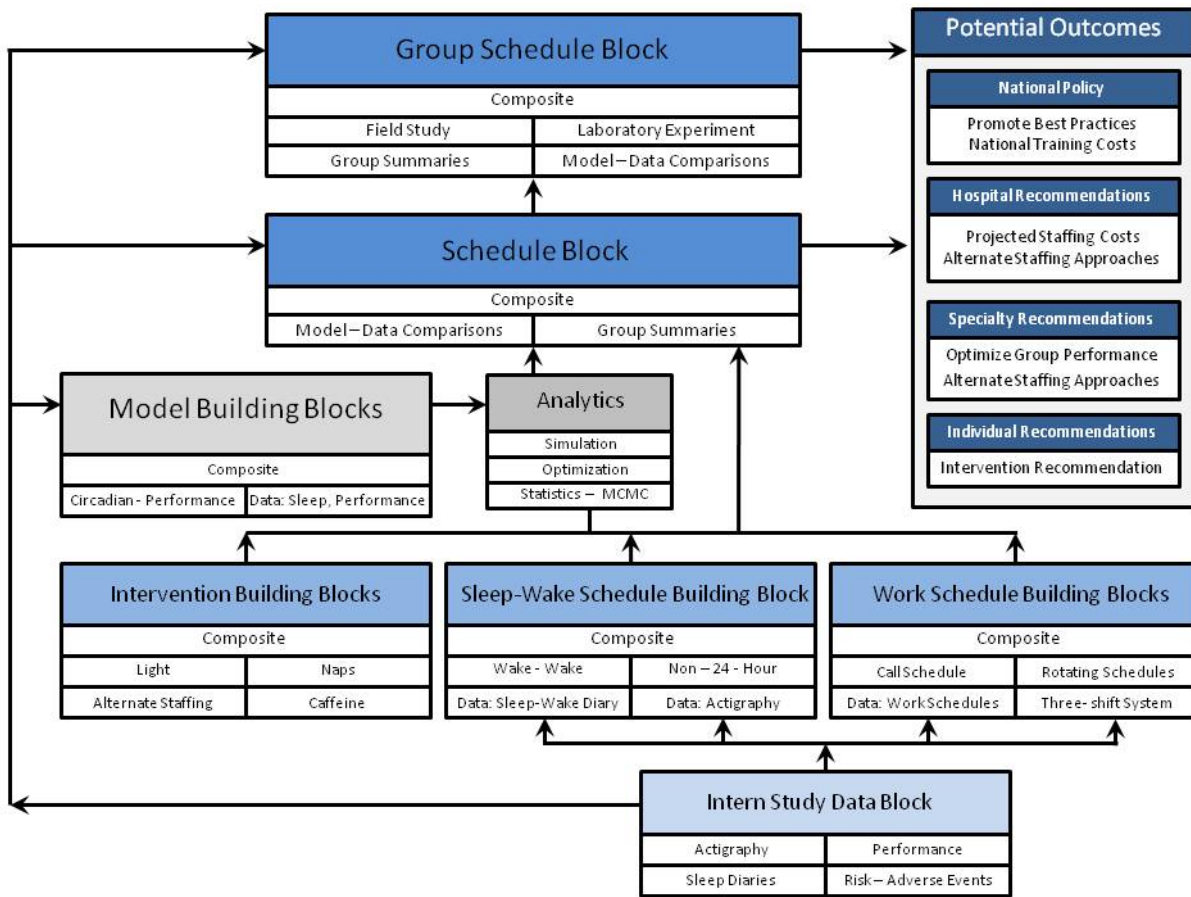 Group Schedule Block
Composite
Field Study
Laboratory Experiment
Group Summaries
Model – Data Comparisons
Schedule Block
Composite
Model – Data Comparisons
Group Summaries
Potential Outcomes
National Policy
Promote Best Practices
National Training Costs
Hospital Recommendations
Projected Staffing Costs
Alternate Staffing Approaches
Specialty Recommendations
Optimize Group Performance
Alternate Staffing Approaches
Individual Recommendations
Intervention Recommendation
Model Building Blocks
Composite
Circadian - Performance
Data: Sleep, Performance
Analytics
Simulation
Optimization
Statistics – MCMC
Intervention Building Blocks
Composite
Light
Naps
Alternate Staffing
Caffeine
Sleep-Wake Schedule Building Block
Composite
Wake - Wake
Non – 24 - Hour
Data: Sleep-Wake Diary
Data: Actigraphy
Work Schedule Building Blocks
Composite
Call Schedule
Rotating Schedules
Data: Work Schedules
Three- shift System
Intern Study Data Block
Actigraphy
Performance
Sleep Diaries
Risk – Adverse Events